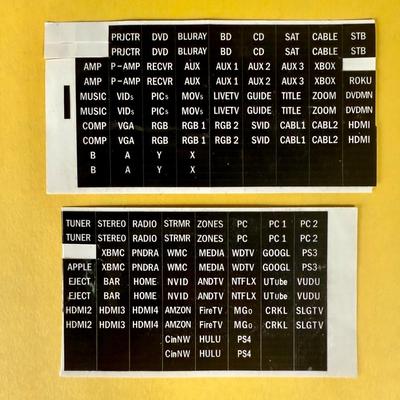 PRJCTR DVD BLURAY BD CD SAT CABLE STB
PRJCTR DVD BLURAY BD CD SAT CABLE STB
AMP P-AMP RECVR AUX AUX 1 AUX 2 AUX 3 XBOX
AMP P-AMP RECVR AUX AUX 1 AUX 2 AUX 3 XBOX ROKU
MUSIC VIDs PICs MOVs LIVETV GUIDE TITLE ZOOM DVDMN
MUSIC VIDs PICs MOVs LIVETV GUIDE TITLE ZOOM DVDMN
COMP VGA RGB RGB 1 RGB 2 SVID CABL1 CABL2 HDMI
COMP VGA RGB RGB 1 RGB 2 SVID CABL1 CABL2 HDMI
B A Y X
B A Y X
TUNER STEREO RADIO STRMR ZONES PC PC 1 PC 2
TUNER STEREO RADIO STRMR ZONES PC PC 1 PC 2
XBMC PNDRA WMC MEDIA WDTV GOOGL PS3
APPLE XBMC PNDRA WMC MEDIA WDTV GOOGL PS3
EJECT BAR HOME NVID ANDTV NTFLX UTube VUDU
EJECT BAR HOME NVID ANDTV NTFLX UTube VUDU
HDMI2 HDMI3 HDMI4 AMZON FireTV MGo CRKL SLGTV
HDMI2 HDMI3 HDMI4 AMZON FireTV MGo CRKL SLGTV
CinNW HULU PS4
CinNW HULU PS4